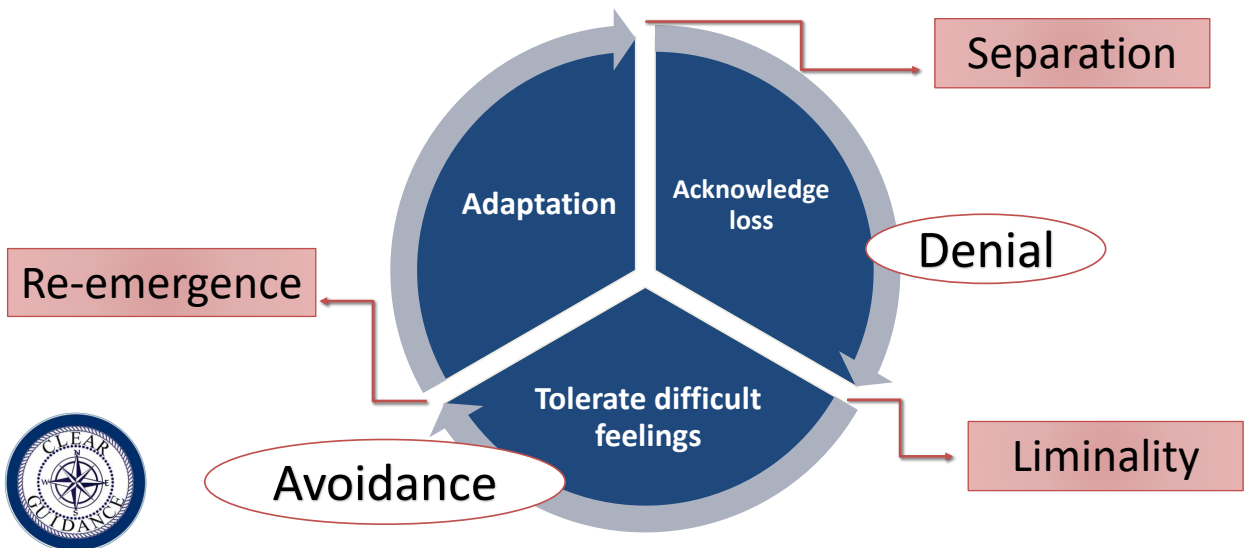 Separation
Adaptation
Acknowledge
loss
Denial
Re-emergence
Tolerate difficult
feelings
Liminality
Avoidance
CLEAR
N
W
E
S
GUIDANCE